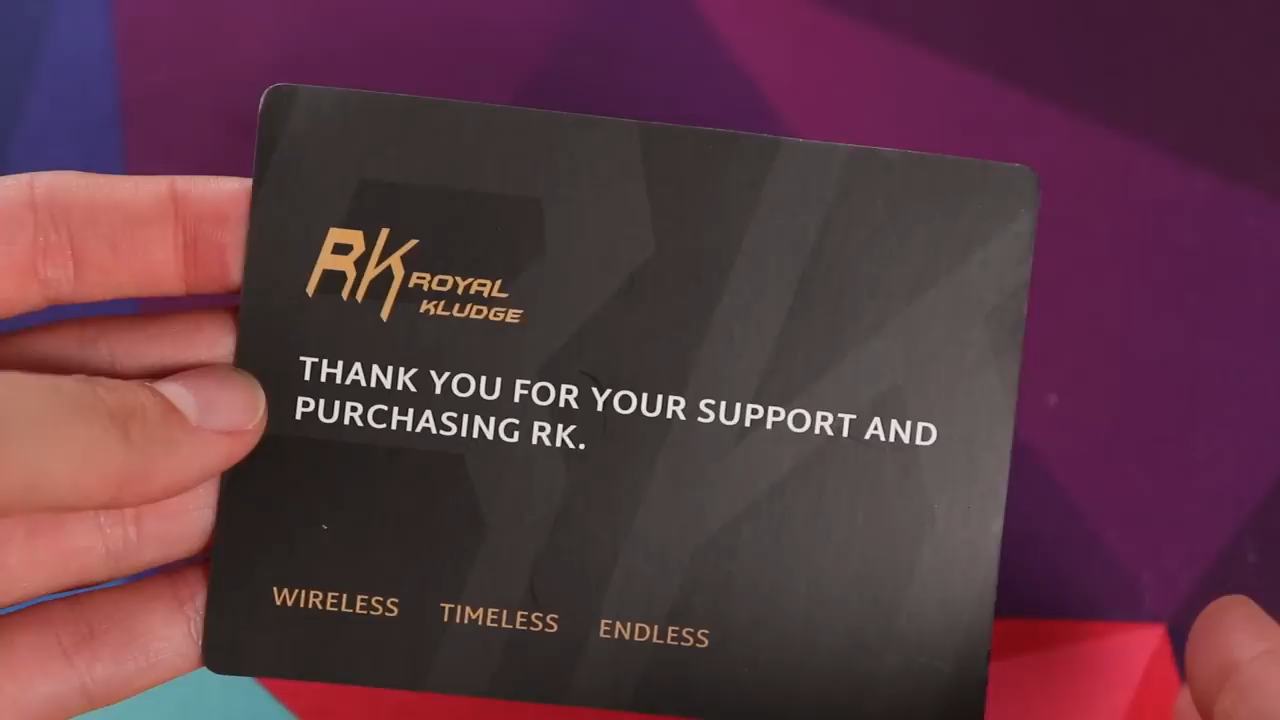 RK ROYAL
KLUDGE
THANK YOU FOR YOUR SUPPORT AND
PURCHASING RK.
WIRELESS TIMELESS ENDLESS